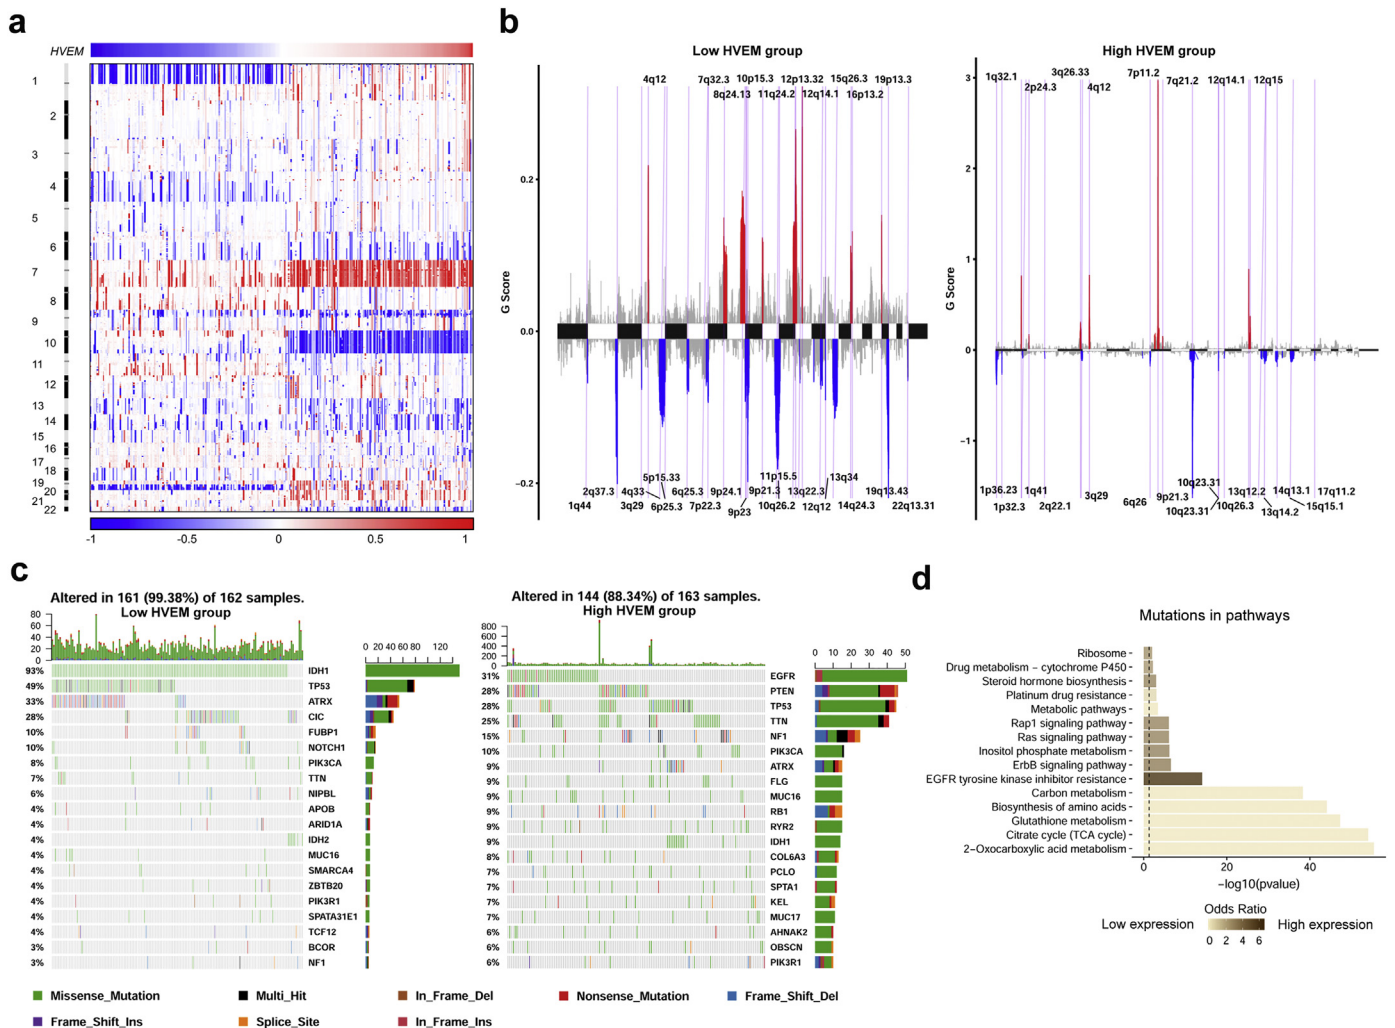 a
HVEM
1
2
3
4
5
6
7
8
9
10
11
12
13
14
15
16
17
18
19
20
21
22
-1
-0.5
0
0.5
1
b
Low HVEM group
4q12
7q32.3
10p15.3
12p13.32
15q26.3
19p13.3
8q24.13
11q24.2
12q14.1
16p13.2
G Score
0.2
0.0
-0.2
5p15.33
11p15.5
13q34
2q37.3
4q33
6q25.3
9p24.1
9p21.3
13q22.3
19q13.43
1q44
3q29
6p25.3
7p22.3
9p23
10q26.2
12q12
14q24.3
22q13.31
High HVEM group
1q32.1
3q26.33
7p11.2
7q21.2
12q14.1
12q15
2p24.3
4q12
G Score
3
2
1
0
-1
1p36.23
1q41
3q29
6q26
9p21.3
10q23.31
13q12.2
14q13.1
17q11.2
1p32.3
2q22.1
10q23.31
10q26.3
13q14.2
15q15.1
c
Altered in 161 (99.38%) of 162 samples.
Low HVEM group
80
60
40
20
0
0 20 40 60 80 140
93% IDH1
49% TP53
33% ATRX
28% CIC
10% FUBP1
10% NOTCH1
8% PIK3CA
7% TTN
6% NIPBL
4% APOB
4% ARID1A
4% IDH2
4% MUC16
4% SMARCA4
4% ZBTB20
4% PIK3R1
4% SPATA31E1
4% TCF12
3% BCOR
3% NF1
Altered in 144 (88.34%) of 163 samples.
High HVEM group
800
600
400
200
0
0 10 20 30 40 50
31% EGFR
28% PTEN
28% TP53
25% TTN
15% NF1
10% PIK3CA
9% ATRX
9% FLG
9% MUC16
9% RB1
9% RYR2
9% IDH1
8% COL6A3
7% PCLO
7% SPTA1
7% KEL
7% MUC17
6% AHNAK2
6% OBSCN
6% PIK3R1
Missense_Mutation
Multi_Hit
In_Frame_Del
Nonsense_Mutation
Frame_Shift_Del
Frame_Shift_Ins
Splice_Site
In_Frame_Ins
d
Mutations in pathways
Ribosome
Drug metabolism - cytochrome P450
Steroid hormone biosynthesis
Platinum drug resistance
Metabolic pathways
Rap1 signaling pathway
Ras signaling pathway
Inositol phosphate metabolism
ErbB signaling pathway
EGFR tyrosine kinase inhibitor resistance
Carbon metabolism
Biosynthesis of amino acids
Glutathione metabolism
Citrate cycle (TCA cycle)
2-Oxocarboxylic acid metabolism
0 20 40
-log10(pvalue)
Odds Ratio
Low expression
High expression
0 2 4 6